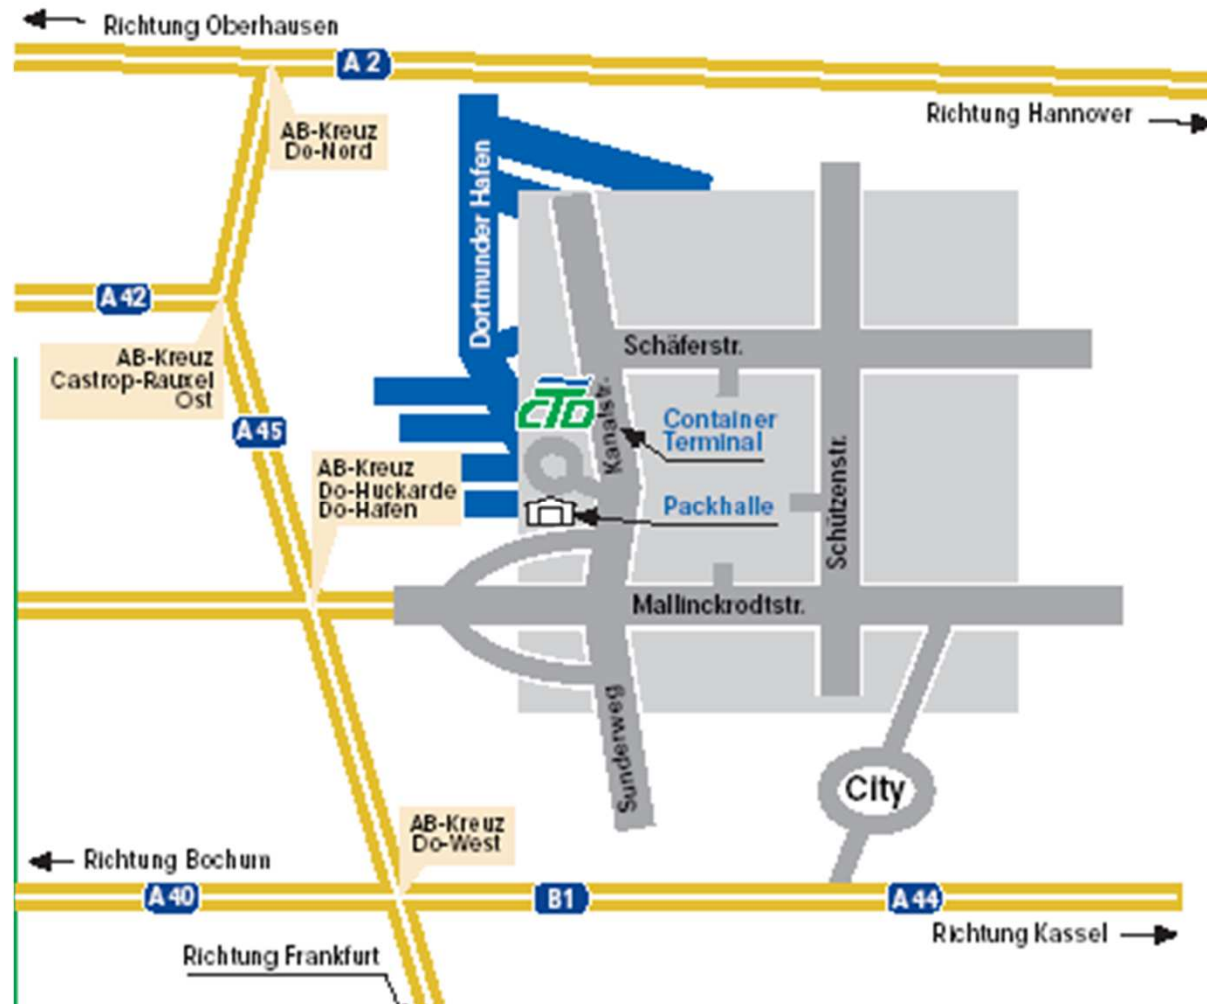 Richtung Oberhausen
A 2
Richtung Hannover
AB-Kreuz
Do-Nord
Dortmunder Hafen
A 42
AB-Kreuz
Castrop-Rauxel
Ost
Schäferstr.
CTD
Kanalstr.
Container
Terminal
A 45
AB-Kreuz
Do-Huckarde
Do-Hafen
Packhalle
Schützenstr.
Mallinckrodtstr.
Sunderweg
City
AB-Kreuz
Do-West
Richtung Bochum
A 40
B1
A 44
Richtung Kassel
Richtung Frankfurt